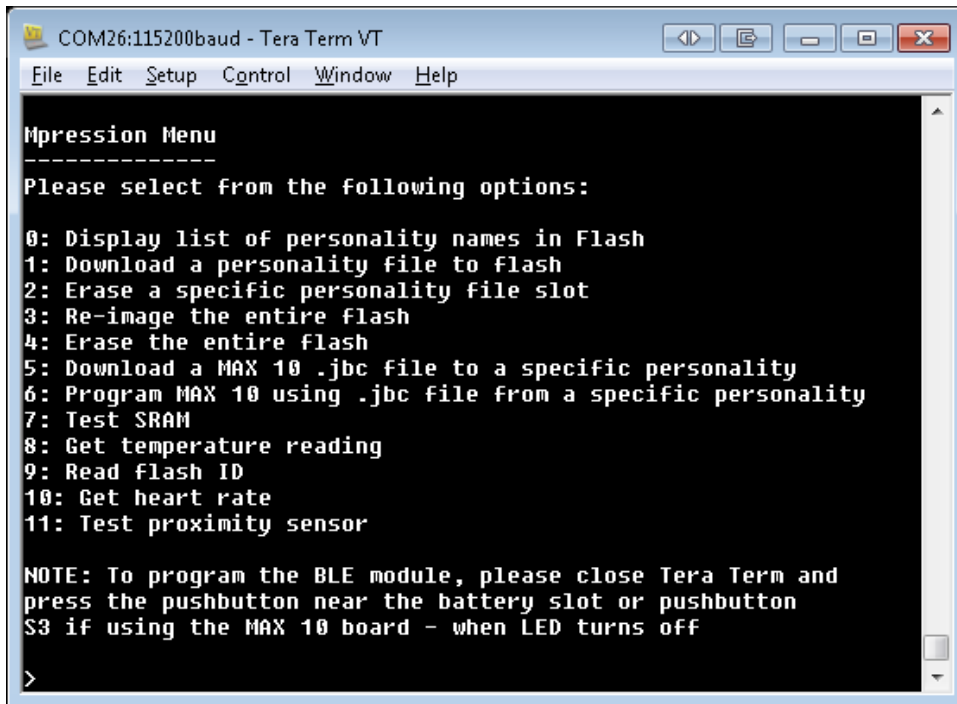 COM26:115200baud - Tera Term VT
File Edit Setup Control Window Help
Mpression Menu
--------------
Please select from the following options:
0: Display list of personality names in Flash
1: Download a personality file to flash
2: Erase a specific personality file slot
3: Re-image the entire flash
4: Erase the entire flash
5: Download a MAX 10 .jbc file to a specific personality
6: Program MAX 10 using .jbc file from a specific personality
7: Test SRAM
8: Get temperature reading
9: Read flash ID
10: Get heart rate
11: Test proximity sensor
NOTE: To program the BLE module, please close Tera Term and
press the pushbutton near the battery slot or pushbutton
S3 if using the MAX 10 board - when LED turns off
>